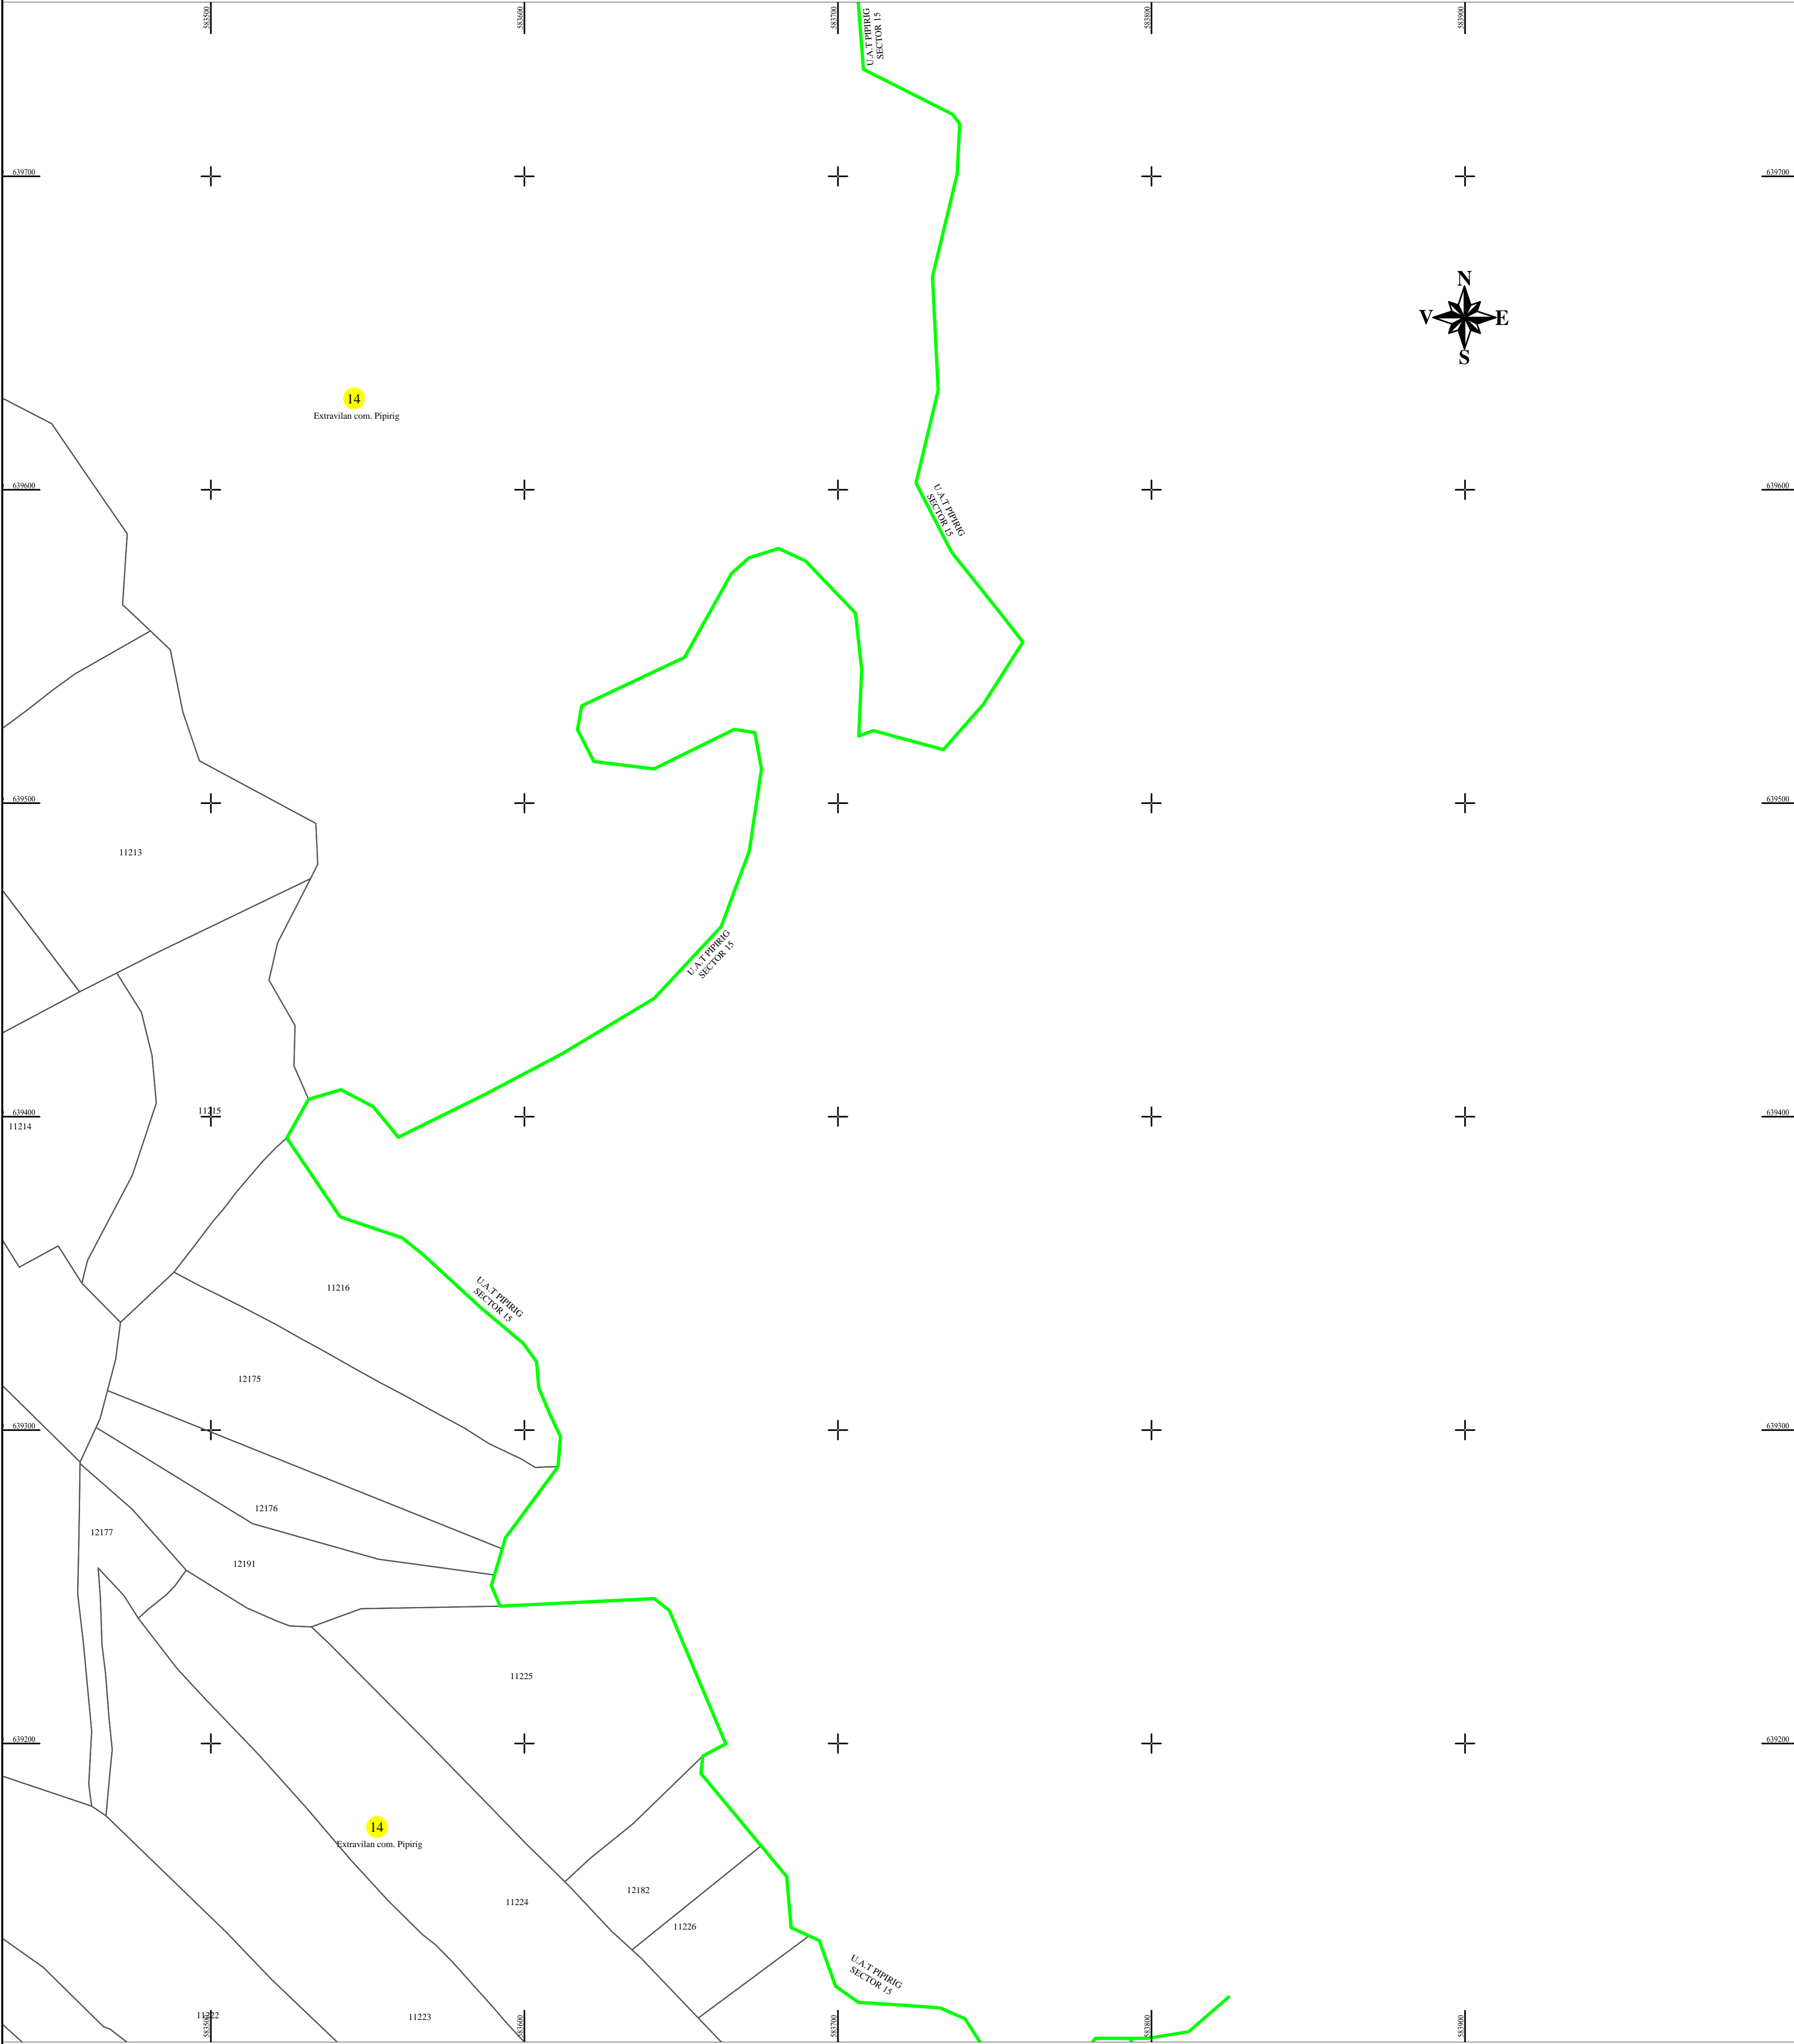 583500
583600
583700
583800
583900
U.A.T PIPIRIG
SECTOR 15
639700
639700
N
V
E
S
14
Extravilan com. Pipirig
639600
639600
U.A.T PIPIRIG
SECTOR 15
639500
639500
11213
U.A.T PIPIRIG
SECTOR 15
639400
639400
11215
11214
U.A.T PIPIRIG
SECTOR 15
11216
12175
639300
639300
12176
12177
12191
11225
639200
639200
14
Extravilan com. Pipirig
12182
11224
11226
U.A.T PIPIRIG
SECTOR 15
11222
11223
583500
583600
583700
583800
583900